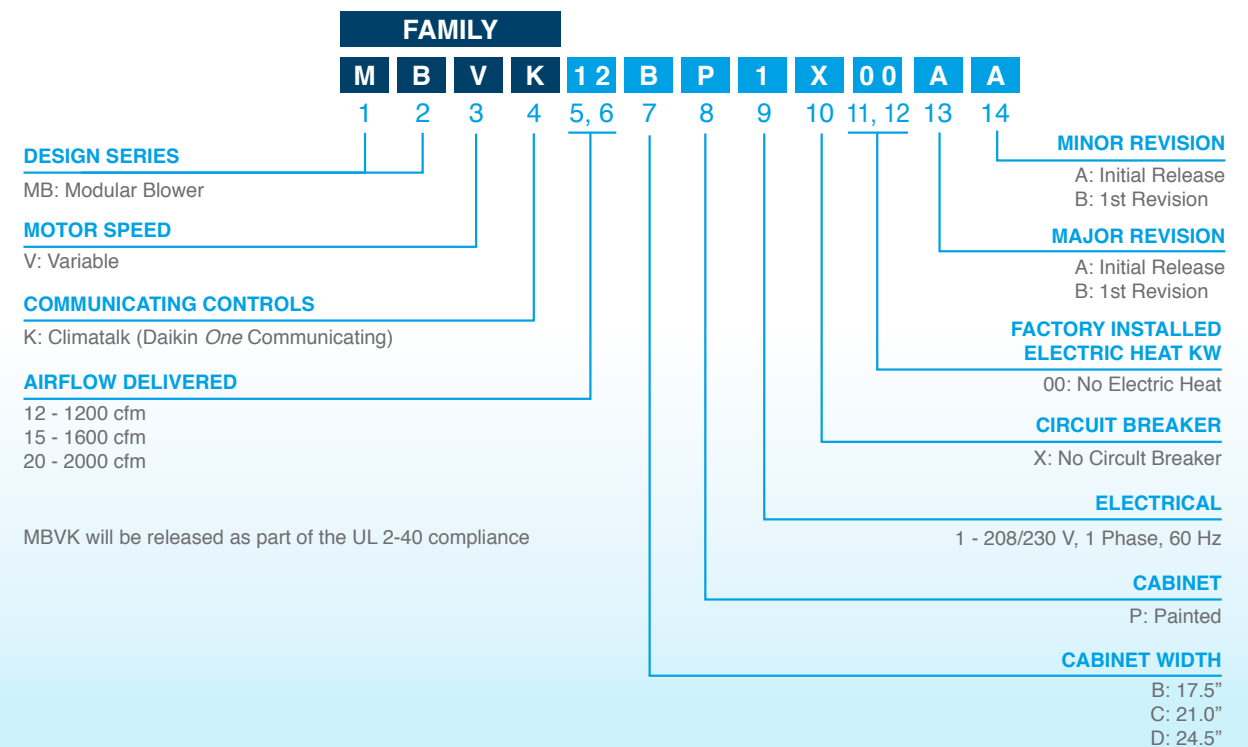 FAMILY
M B V K 12 B P 1 X 00 A A
1 2 3 4 5, 6 7 8 9 10 11, 12 13 14
DESIGN SERIES
MB: Modular Blower
MOTOR SPEED
V: Variable
COMMUNICATING CONTROLS
K: Climatalk (Daikin One Communicating)
AIRFLOW DELIVERED
12 - 1200 cfm
15 - 1600 cfm
20 - 2000 cfm
MBVK will be released as part of the UL 2-40 compliance
MINOR REVISION
A: Initial Release
B: 1st Revision
MAJOR REVISION
A: Initial Release
B: 1st Revision
FACTORY INSTALLED
ELECTRIC HEAT KW
00: No Electric Heat
CIRCUIT BREAKER
X: No Circult Breaker
ELECTRICAL
1 - 208/230 V, 1 Phase, 60 Hz
CABINET
P: Painted
CABINET WIDTH
B: 17.5”
C: 21.0”
D: 24.5”